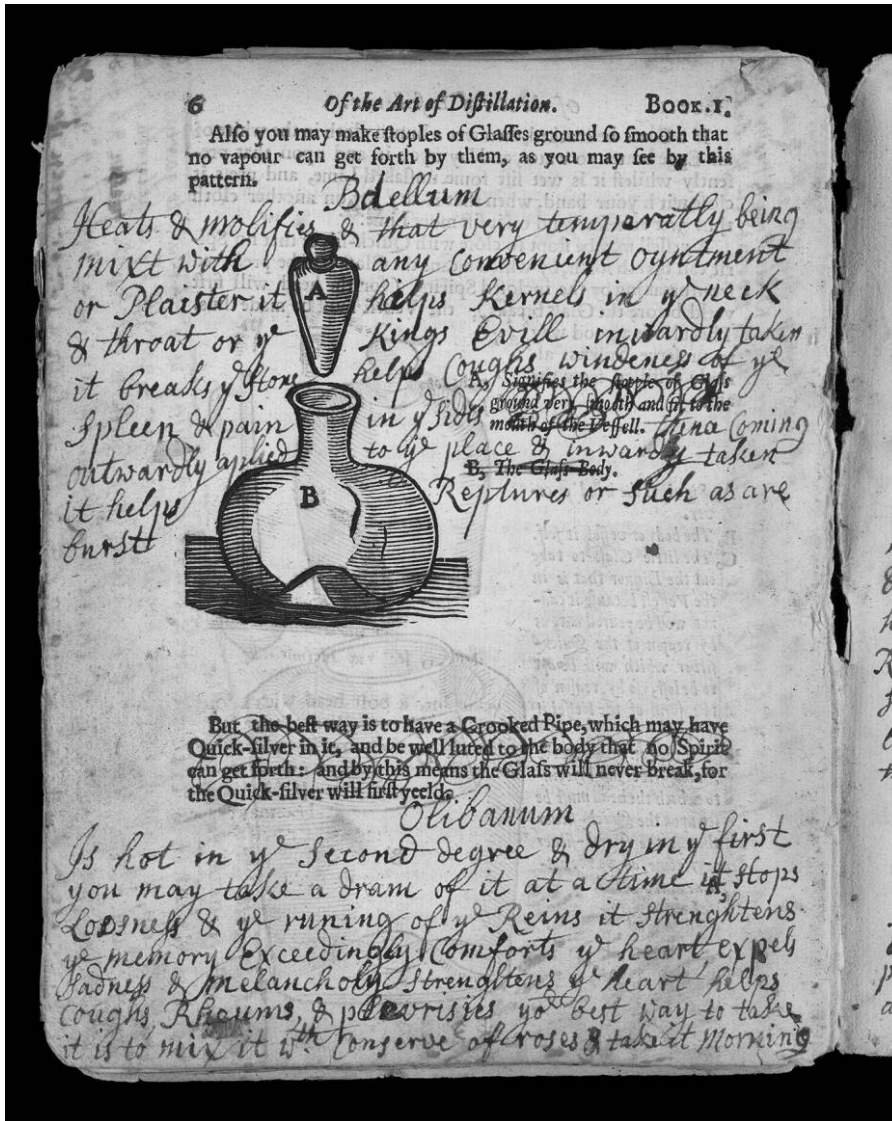 6 Of the Art of Diſtillation. BOOK.1.
Alſo you may make ſtoples of Glaſſes ground ſo ſmooth that
no vapour can get forth by them, as you may ſee by this
pattern.
Bdellum
Heats & molifies & that very temperatly being
mixt with any Convenient oyntment
or Plaister it helps Kernels in yᵉ neck
& throat or yᵉ Kings Evill inwardly taken
it breaks yᵉ stone helps Coughs windeness of yᵉ
A, Signifies the ſtopple of Glaſs
ground very ſmooth and fit to the
mouth of the Veſſell.
Spleen & pain in yᵉ sides Coming
outwardly aplied to yᵉ place & inwardly taken
B, The Glaſs-Body.
it helps Reptures or such as are
burstt
A
B
But the beſt way is to have a Crooked Pipe, which may have
Quick-ſilver in it, and be well luted to the body that no Spirit
can get forth: and by this means the Glaſs will never break, for
the Quick-ſilver will firſt yeeld.
Olibanum
Is hot in yᵉ second degree & dry in yᵉ first
you may take a dram of it at a time it stops
Loosness & yᵉ runing of yᵉ Reins it strenghtens
yᵉ memory Exceedingly Comforts yᵉ heart expels
Sadness & melancholy strenghtens yᵉ heart helps
Coughs, Rhaums, & plewrisies yᵉ best way to take
it is to mix it wᵗʰ Conserve of roses & take it Morning